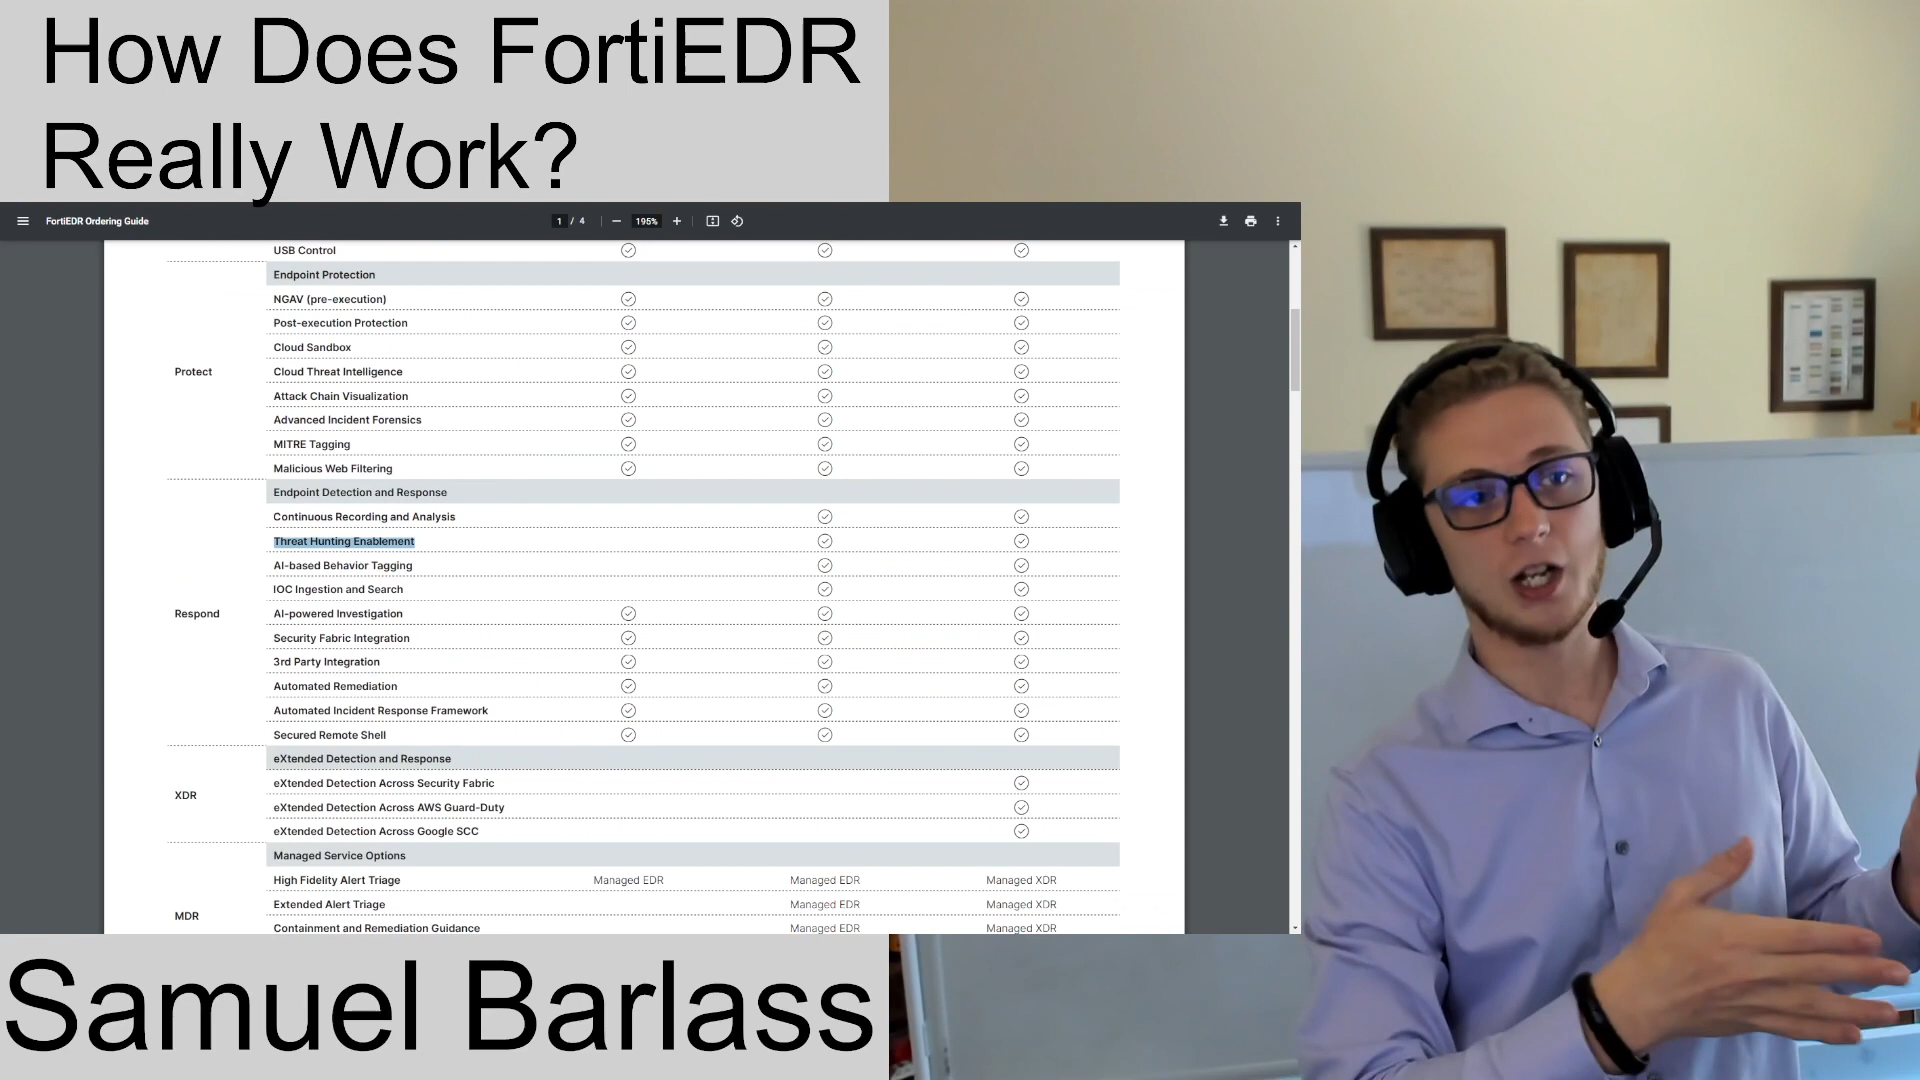 How Does FortiEDR
Really Work?
FortiEDR Ordering Guide
1 / 4
195%
USB Control
Endpoint Protection
NGAV (pre-execution)
Post-execution Protection
Cloud Sandbox
Protect
Cloud Threat Intelligence
Attack Chain Visualization
Advanced Incident Forensics
MITRE Tagging
Malicious Web Filtering
Endpoint Detection and Response
Continuous Recording and Analysis
Threat Hunting Enablement
AI-based Behavior Tagging
IOC Ingestion and Search
Respond
AI-powered Investigation
Security Fabric Integration
3rd Party Integration
Automated Remediation
Automated Incident Response Framework
Secured Remote Shell
eXtended Detection and Response
eXtended Detection Across Security Fabric
XDR
eXtended Detection Across AWS Guard-Duty
eXtended Detection Across Google SCC
Managed Service Options
High Fidelity Alert Triage Managed EDR Managed EDR Managed XDR
Extended Alert Triage Managed EDR Managed XDR
MDR
Containment and Remediation Guidance Managed EDR Managed XDR
Samuel Barlass